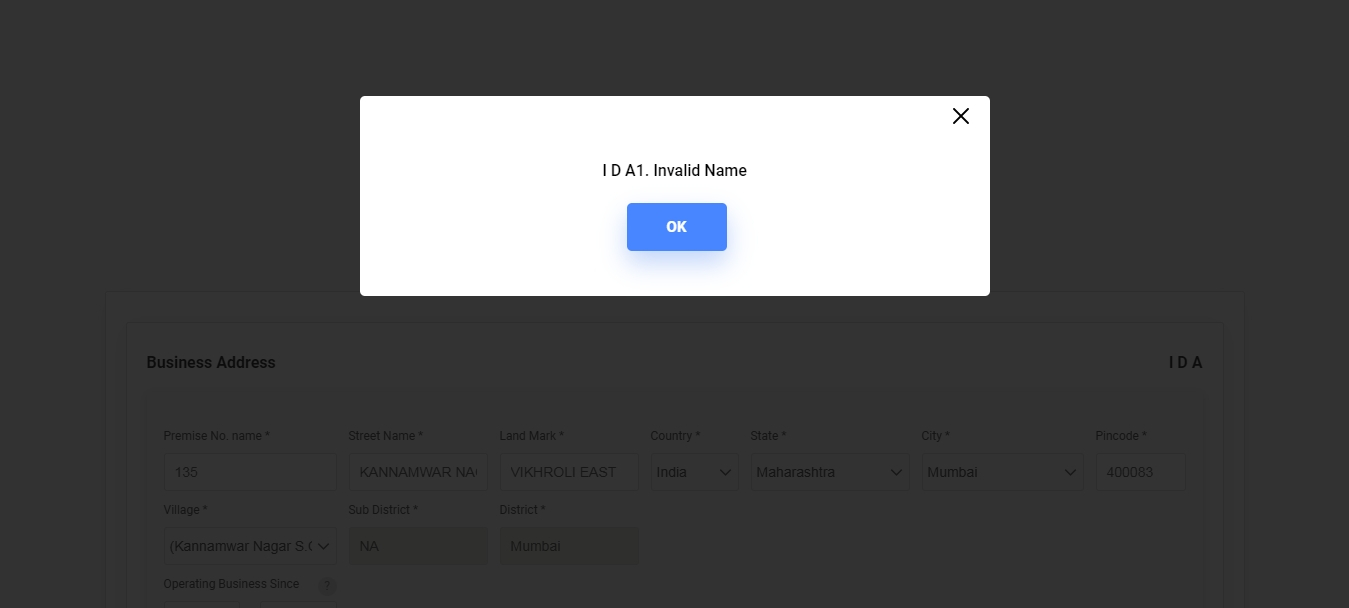 I D A1. Invalid Name
OK
Business Address I D A
Premise No. name * Street Name * Land Mark * Country * State * City * Pincode *
135 KANNAMWAR NA VIKHROLI EAST India Maharashtra Mumbai 400083
Village * Sub District * District *
(Kannamwar Nagar S. NA Mumbai
Operating Business Since ?